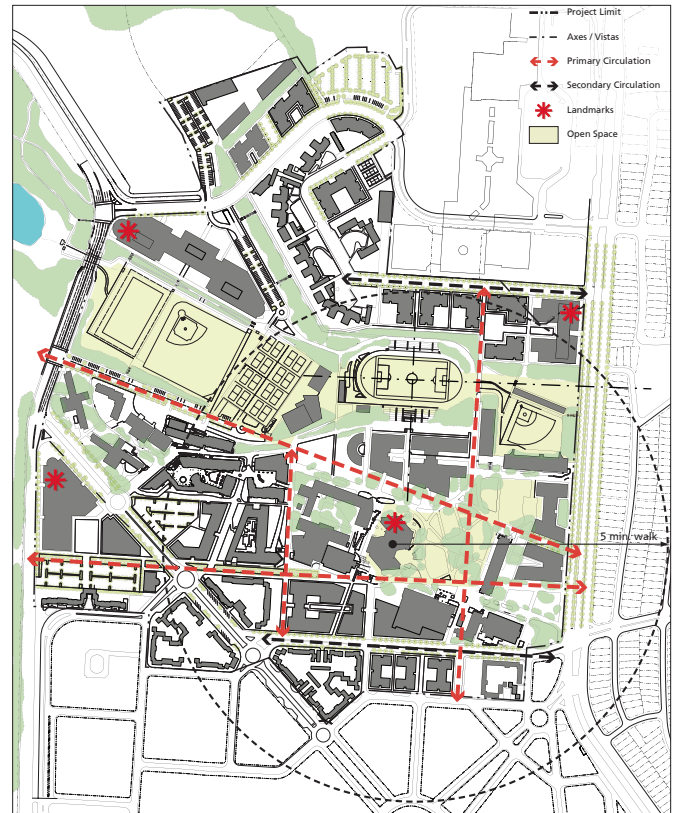 Project Limit
Axes / Vistas
Primary Circulation
Secondary Circulation
Landmarks
Open Space
5 min. walk